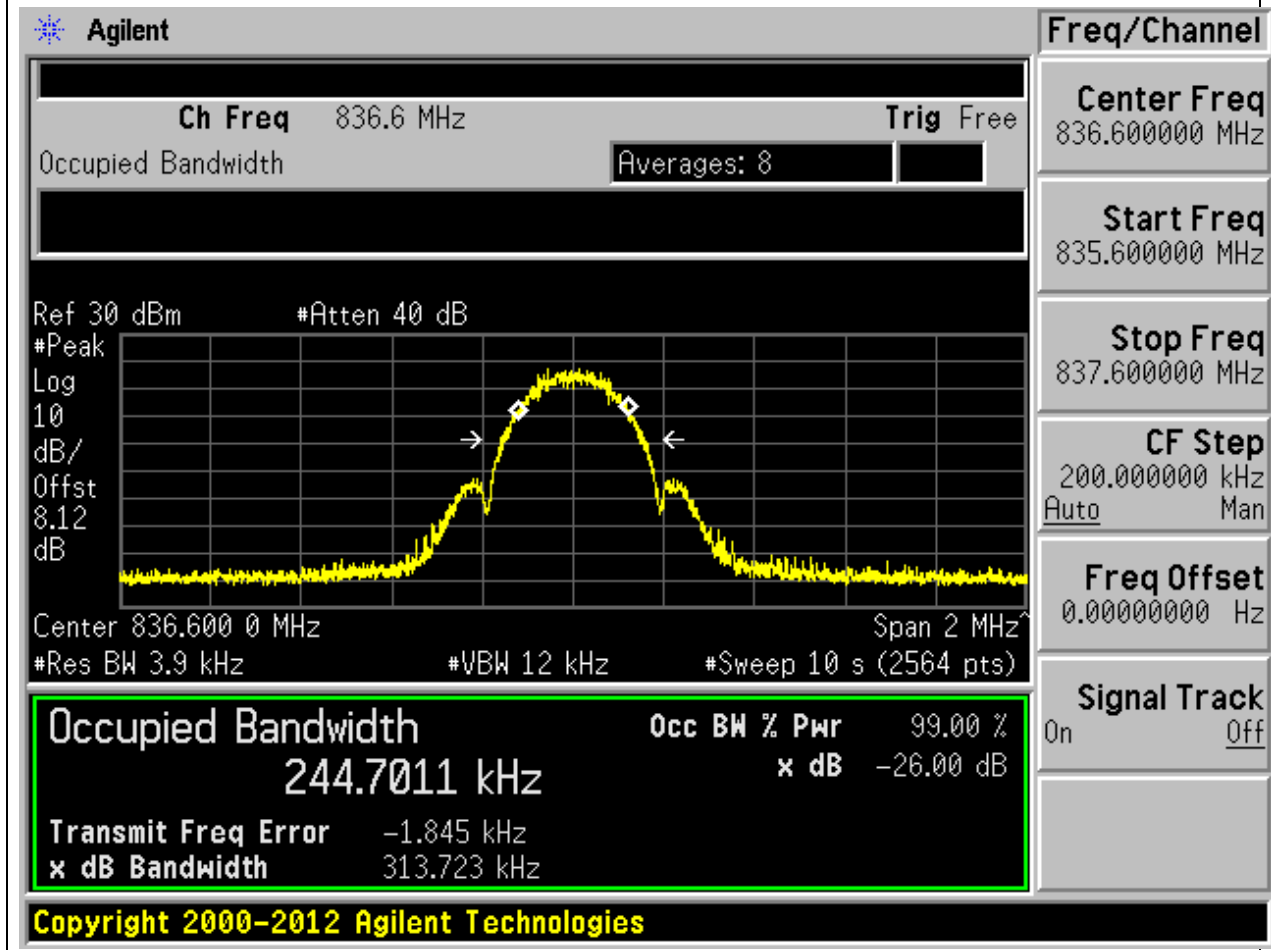 Agilent
Freq/Channel
Ch Freq 836.6 MHz Trig Free
Occupied Bandwidth Averages: 8
Ref 30 dBm #Atten 40 dB
#Peak
Log
10
dB/
Offst
8.12
dB
Center 836.600 0 MHz Span 2 MHz^
#Res BW 3.9 kHz #VBW 12 kHz #Sweep 10 s (2564 pts)
Occupied Bandwidth Occ BW % Pwr 99.00 %
244.7011 kHz x dB -26.00 dB
Transmit Freq Error -1.845 kHz
x dB Bandwidth 313.723 kHz
Center Freq
836.600000 MHz
Start Freq
835.600000 MHz
Stop Freq
837.600000 MHz
CF Step
200.000000 kHz
Auto Man
Freq Offset
0.00000000 Hz
Signal Track
On Off
Copyright 2000-2012 Agilent Technologies